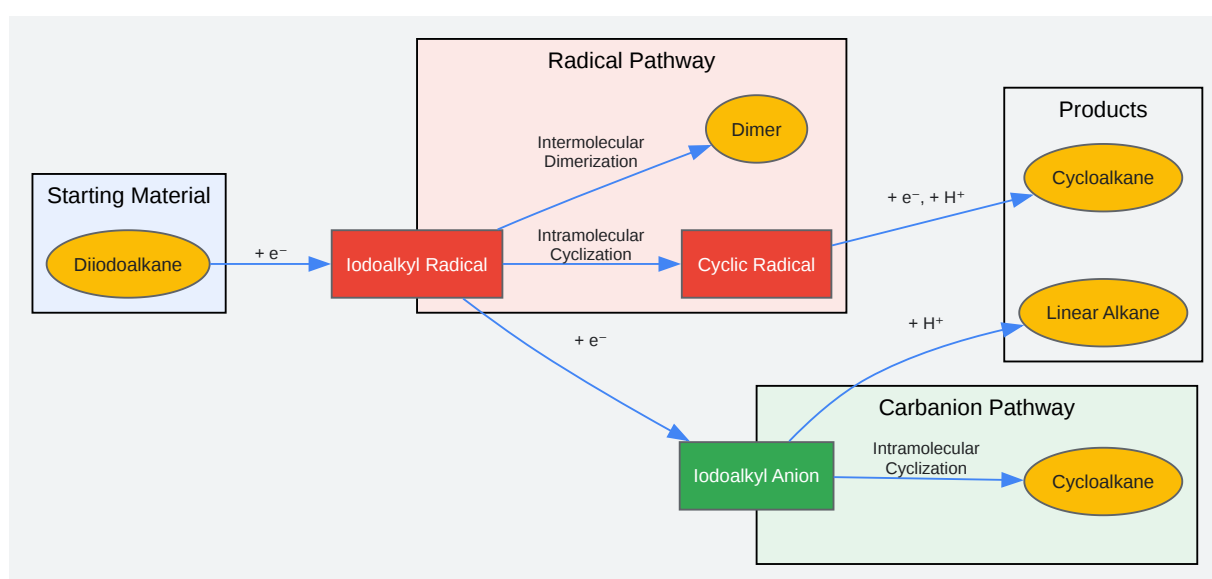 Radical Pathway
Dimer
Intermolecular
Dimerization
Products
Cycloalkane
Starting Material
+ e⁻, + H⁺
Diiodoalkane
+ e⁻
Iodoalkyl Radical
Intramolecular
Cyclization
Cyclic Radical
Linear Alkane
+ H⁺
+ e⁻
Carbanion Pathway
Iodoalkyl Anion
Intramolecular
Cyclization
Cycloalkane